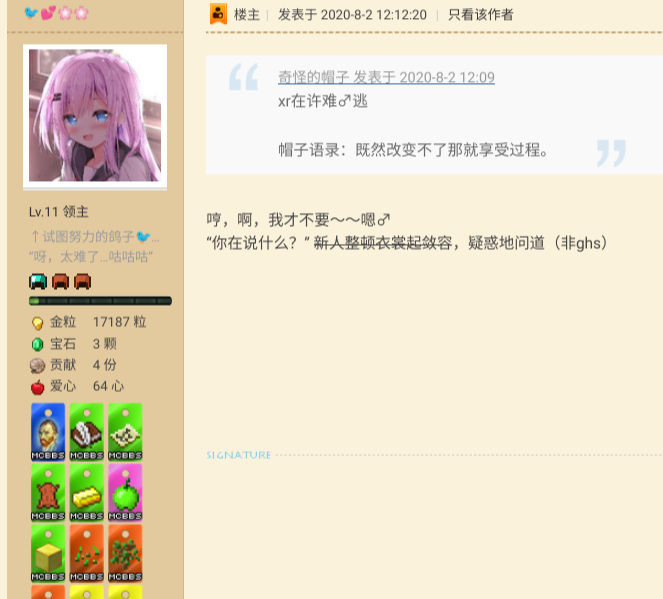 楼主 | 发表于 2020-8-2 12:12:20 | 只看该作者
奇怪的帽子 发表于 2020-8-2 12:09
xr在许难♂逃
帽子语录：既然改变不了那就享受过程。
哼，啊，我才不要～～嗯♂
“你在说什么？” 新人整顿衣裳起敛容，疑惑地问道（非ghs）
SIGNATURE
Lv.11 领主
↑试图努力的鸽子🐦...
“呀，太难了...咕咕咕”
金粒 17187 粒
宝石 3 颗
贡献 4 份
爱心 64 心
MCBBS MCBBS MCBBS
MCBBS MCBBS MCBBS
MCBBS MCBBS MCBBS